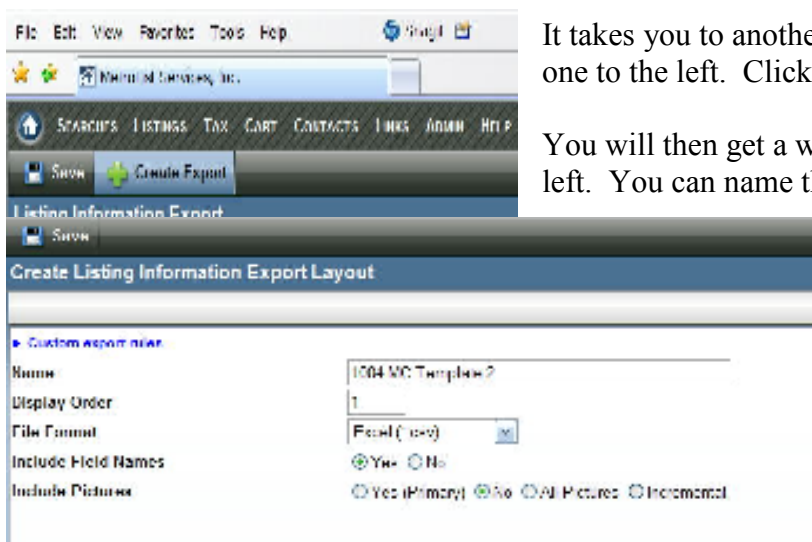 File Edit View Favorites Tools Help
SnagIt
MetroList Services, Inc.
Searches Listings Tax Cart Contacts Links Admin Help
Save Create Export
Listing Information Export
It takes you to anothe
one to the left. Click
You will then get a w
left. You can name th
Save
Create Listing Information Export Layout
Custom export rules
Name 1004 MC Template 2
Display Order 1
File Format Excel (*.csv)
Include Field Names Yes No
Include Pictures Yes (Primary) No All Pictures Incremental